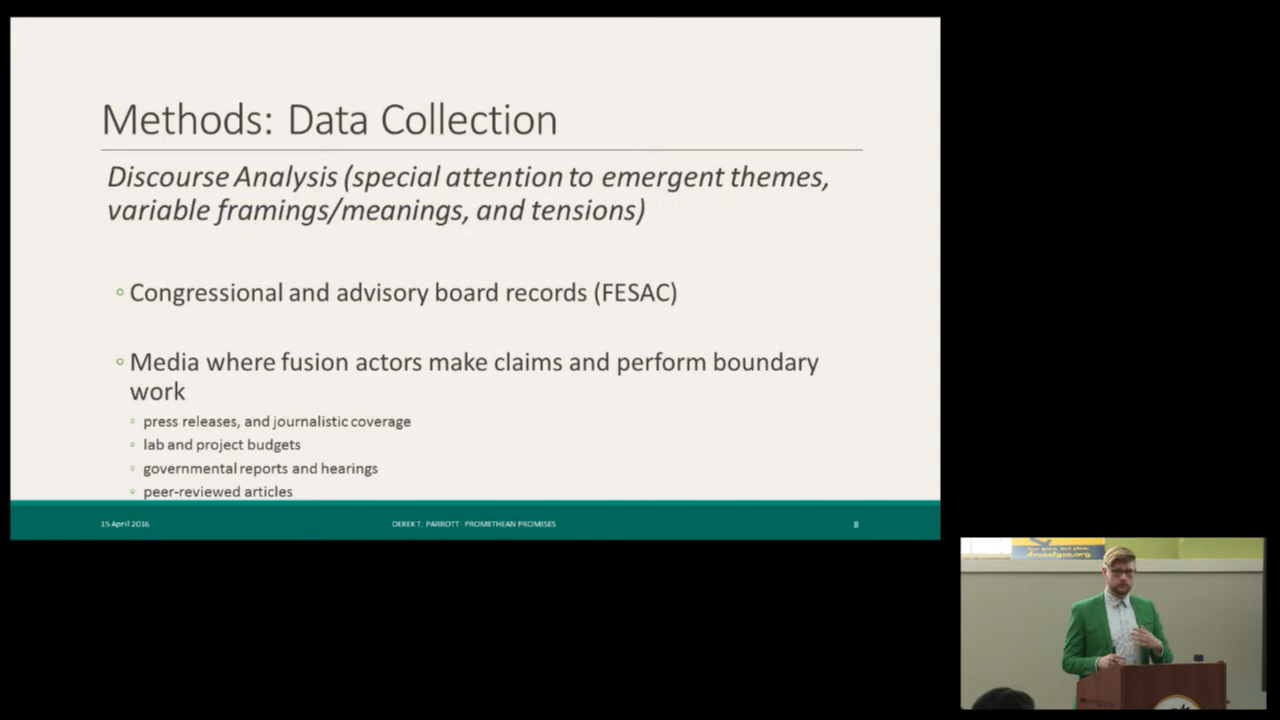 Methods: Data Collection
Discourse Analysis (special attention to emergent themes,
variable framings/meanings, and tensions)
Congressional and advisory board records (FESAC)
Media where fusion actors make claims and perform boundary
work
press releases, and journalistic coverage
lab and project budgets
governmental reports and hearings
peer-reviewed articles
15 April 2016
DEREK T. PARROTT - PROMETHEAN PROMISES
8